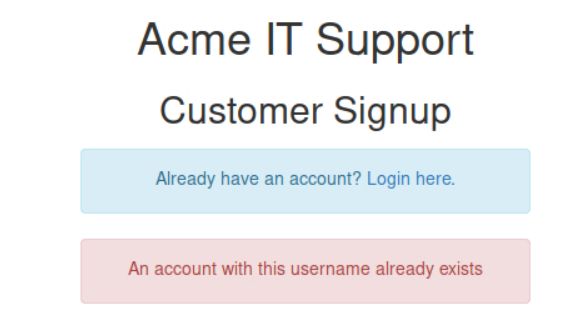 Acme IT Support
Customer Signup
Already have an account? Login here.
An account with this username already exists